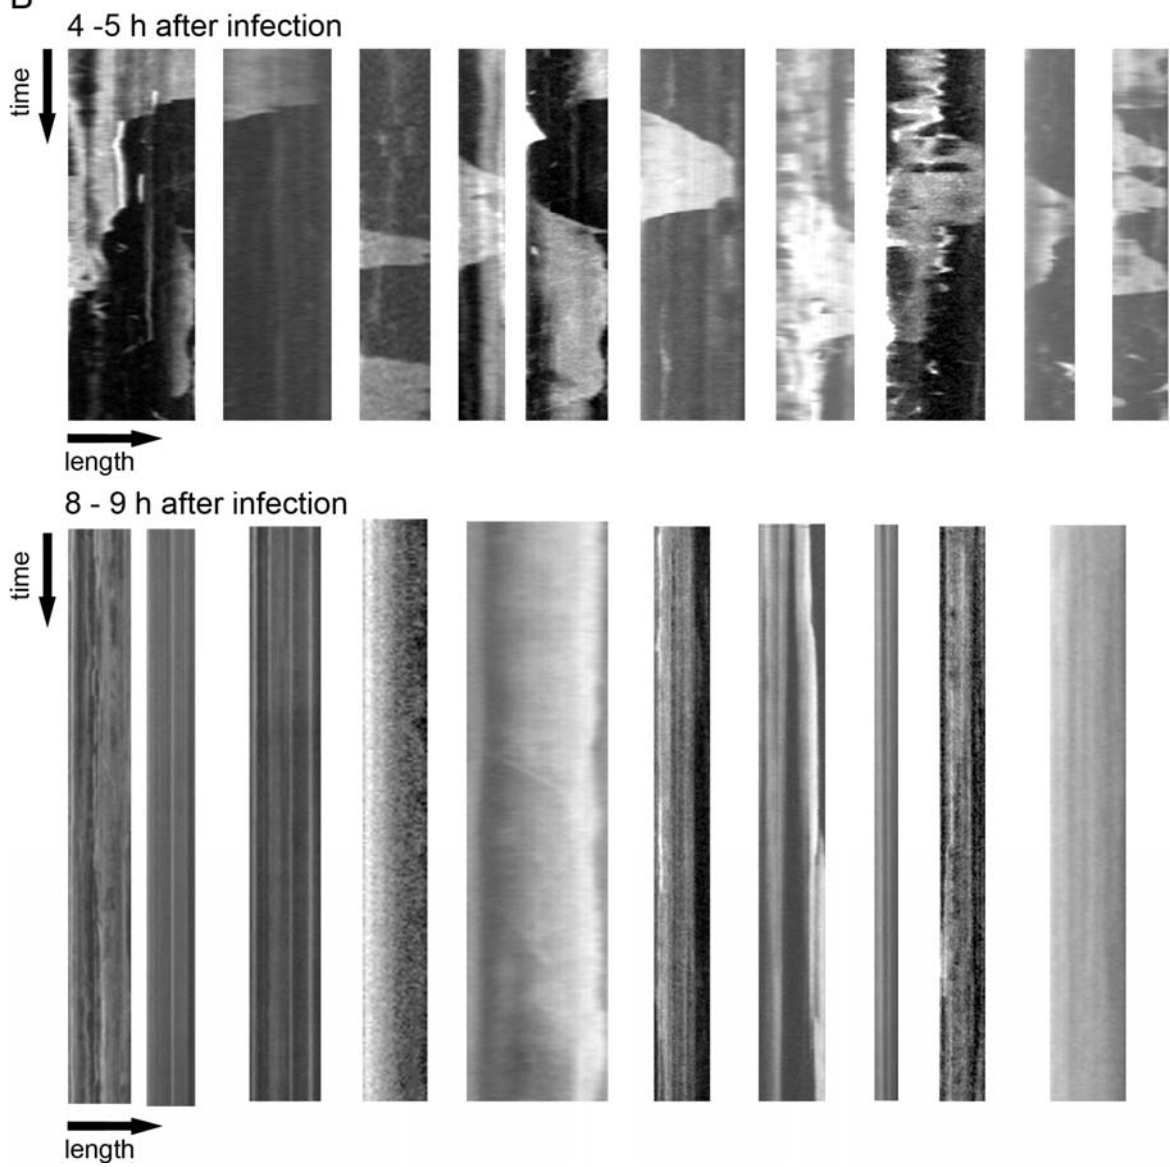 B
4 -5 h after infection
time
length
8 - 9 h after infection
time
length